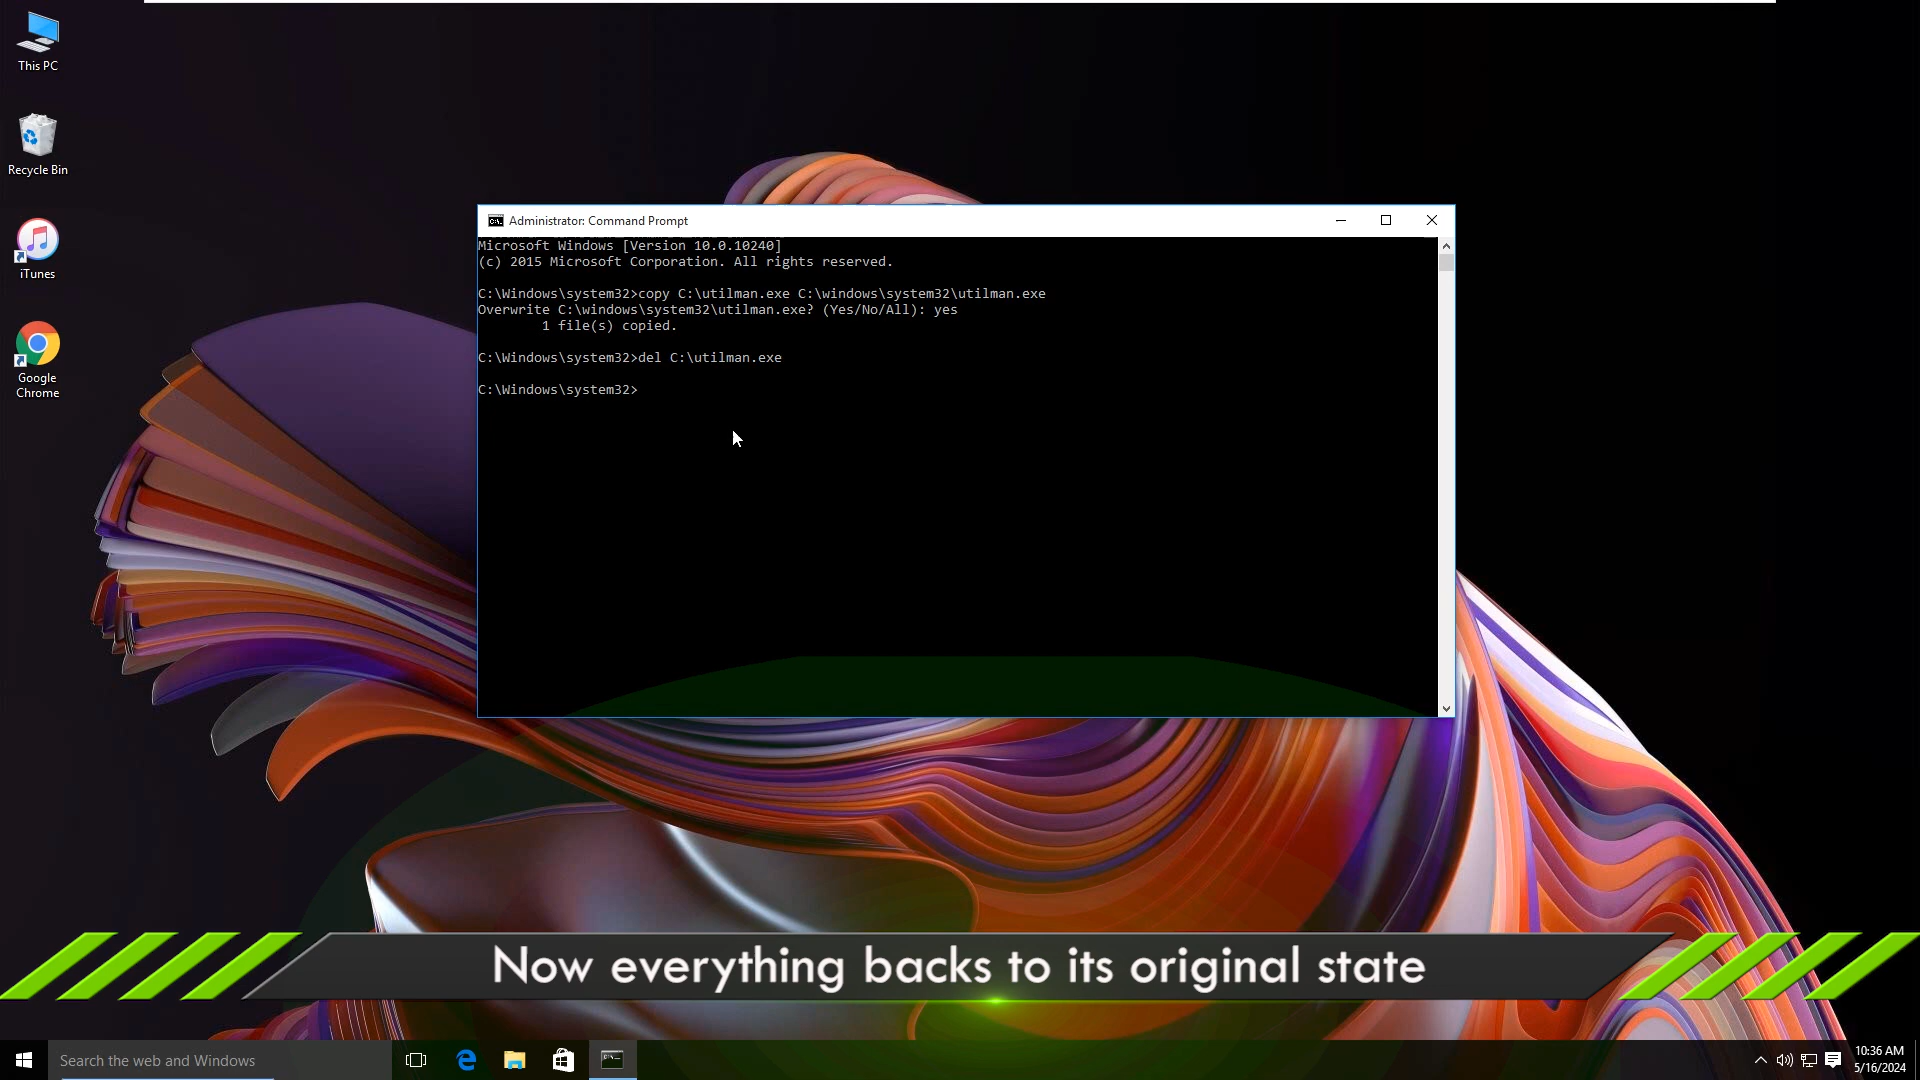 This PC
Recycle Bin
iTunes
Google
Chrome
Administrator: Command Prompt
Microsoft Windows [Version 10.0.10240]
(c) 2015 Microsoft Corporation. All rights reserved.
C:\Windows\system32>copy C:\utilman.exe C:\windows\system32\utilman.exe
Overwrite C:\windows\system32\utilman.exe? (Yes/No/All): yes
1 file(s) copied.
C:\Windows\system32>del C:\utilman.exe
C:\Windows\system32>
Now everything backs to its original state
Search the web and Windows
10:36 AM
5/16/2024